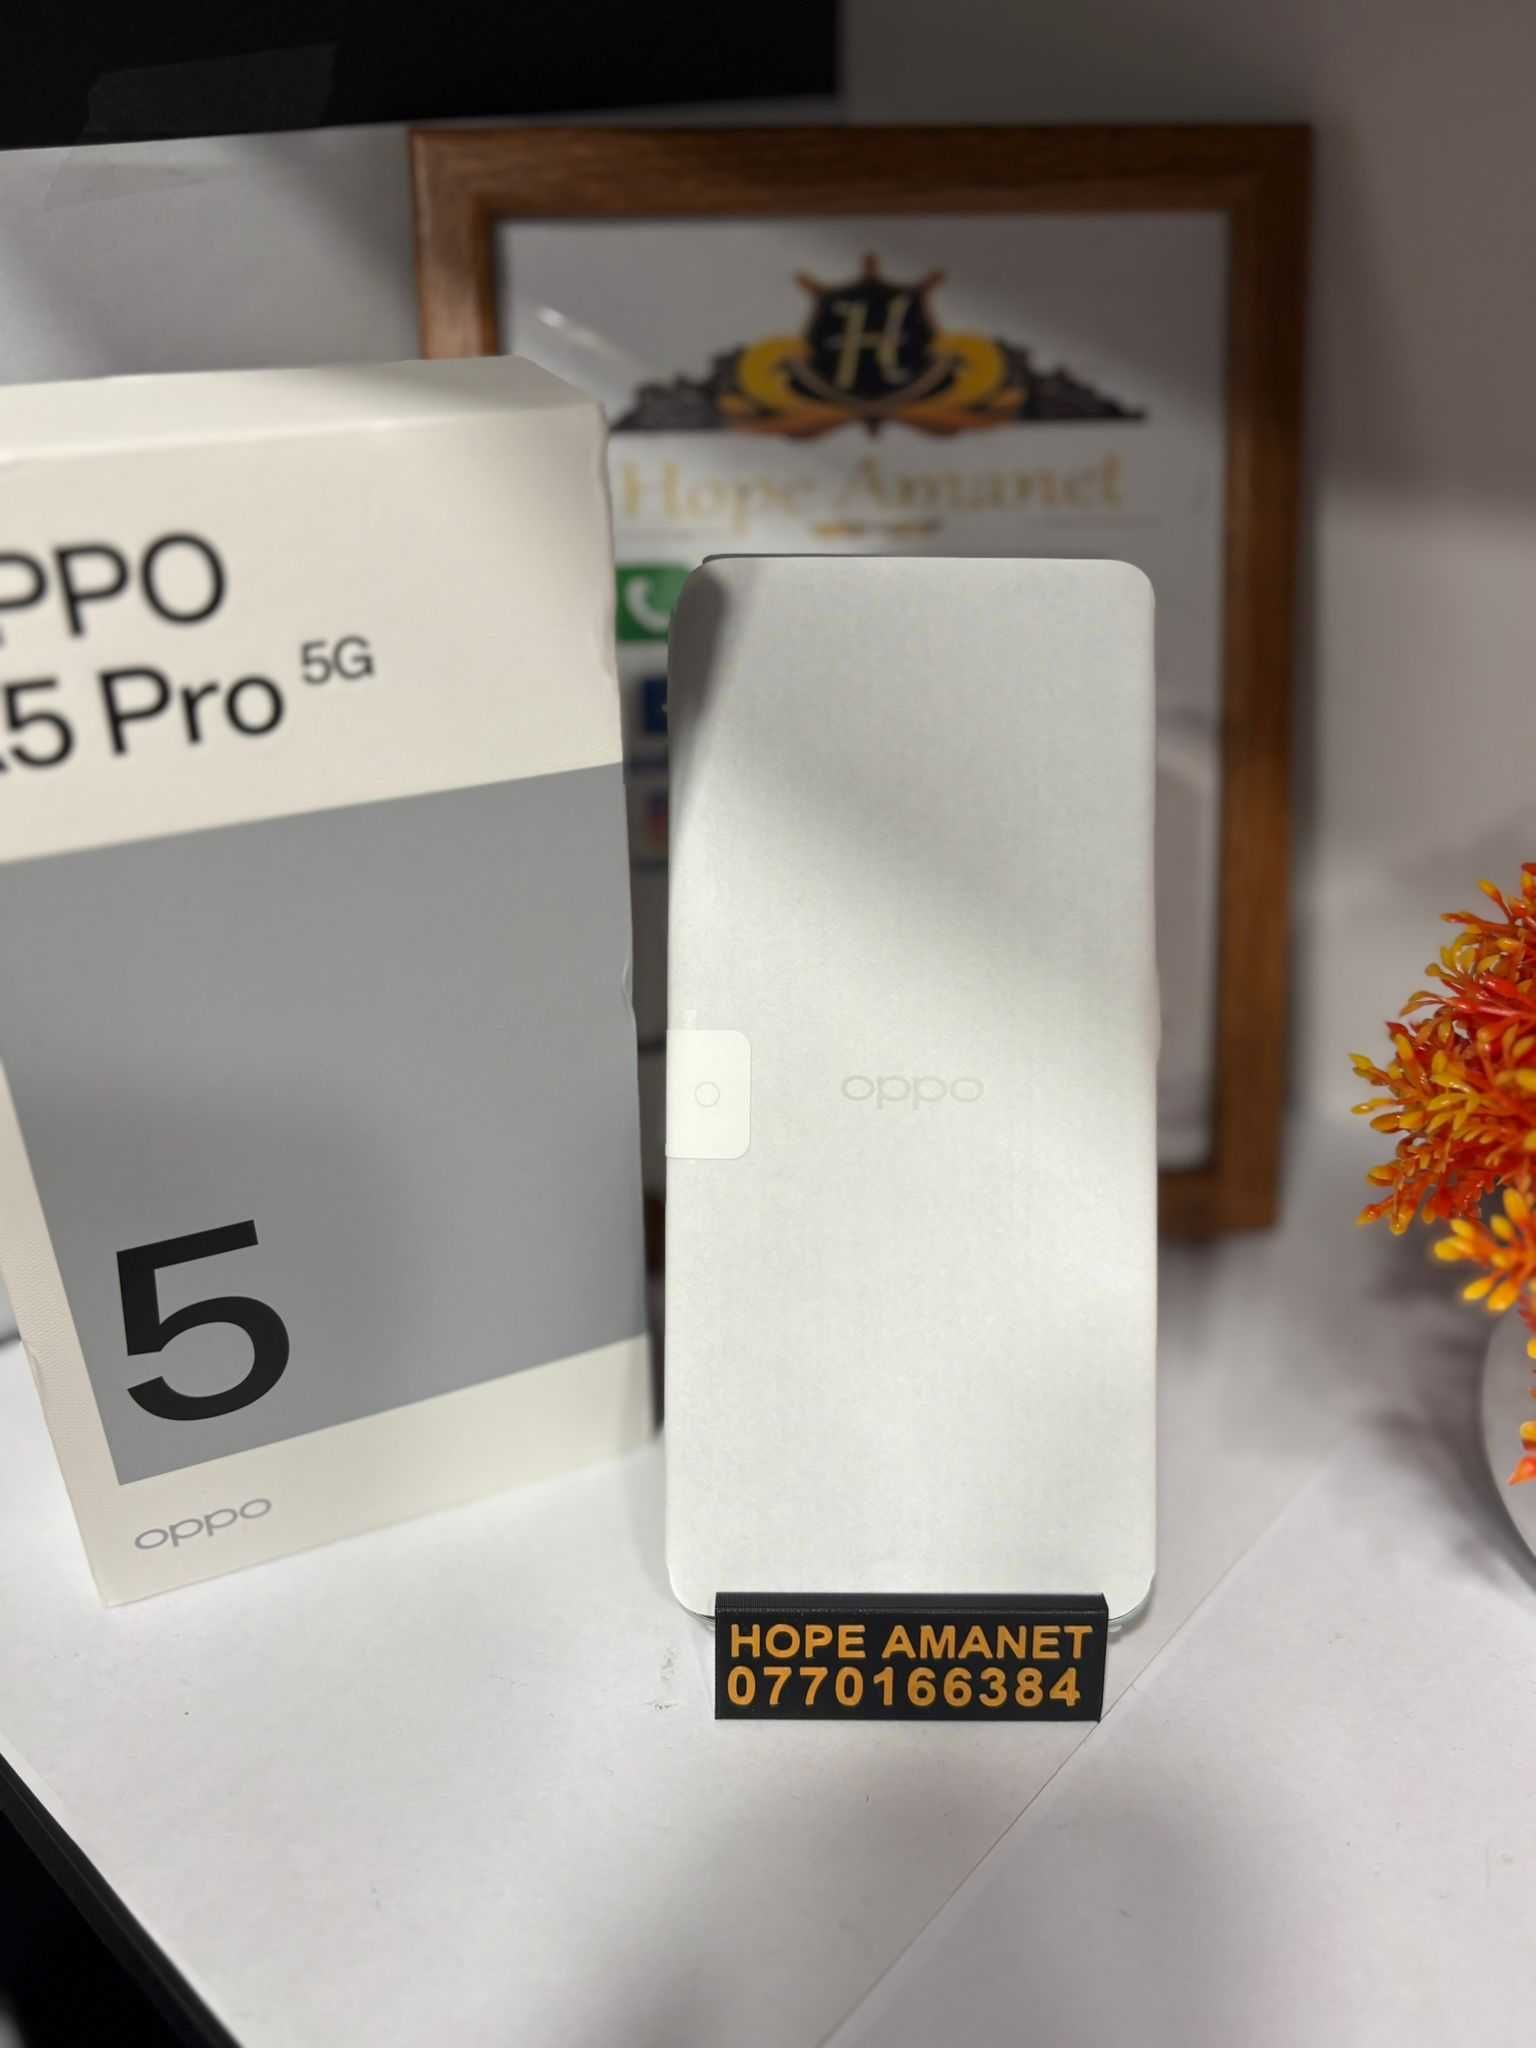 H
Hope Amanet
PPO
5 Pro 5G
5
oppo
oppo
HOPE AMANET
0770166384